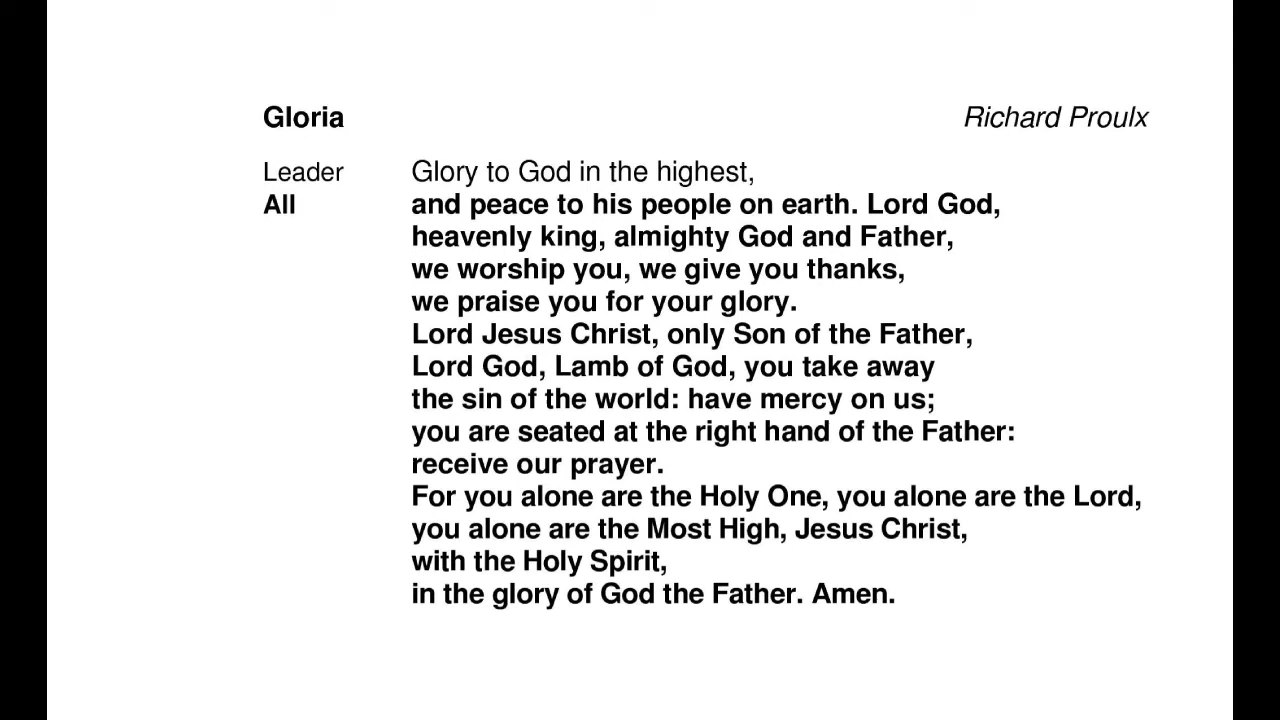 Gloria Richard Proulx
Leader Glory to God in the highest,
All and peace to his people on earth. Lord God,
heavenly king, almighty God and Father,
we worship you, we give you thanks,
we praise you for your glory.
Lord Jesus Christ, only Son of the Father,
Lord God, Lamb of God, you take away
the sin of the world: have mercy on us;
you are seated at the right hand of the Father:
receive our prayer.
For you alone are the Holy One, you alone are the Lord,
you alone are the Most High, Jesus Christ,
with the Holy Spirit,
in the glory of God the Father. Amen.